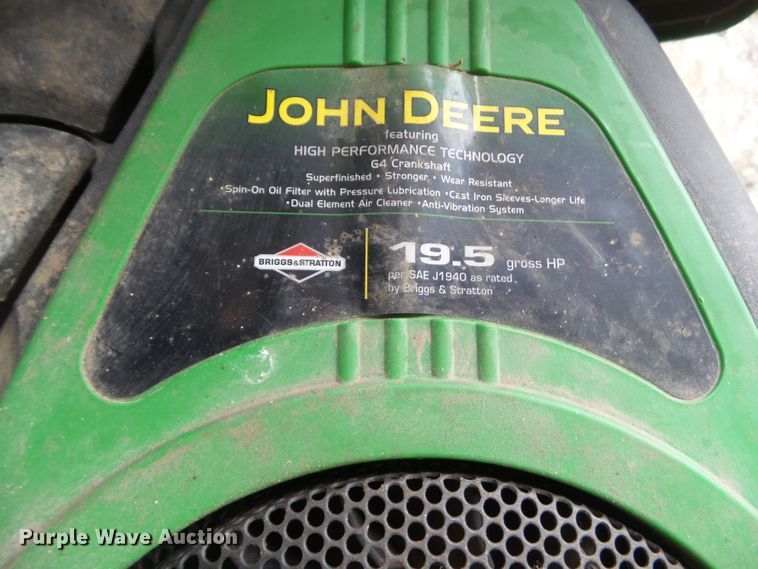 JOHN DEERE
featuring
HIGH PERFORMANCE TECHNOLOGY
G4 Crankshaft
Superfinished • Stronger • Wear Resistant
•Spin-On Oil Filter with Pressure Lubrication •Cast Iron Sleeves-Longer Life
•Dual Element Air Cleaner •Anti-Vibration System
BRIGGS&STRATTON
19.5 gross HP
per SAE J1940 as rated
by Briggs & Stratton
Purple Wave Auction